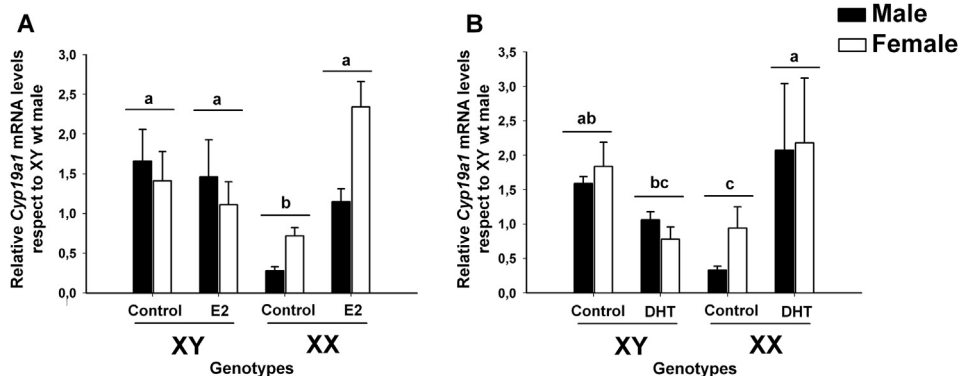 A
Relative Cyp19a1 mRNA levels
respect to XY wt male
3,0
2,5
2,0
1,5
1,0
0,5
0,0
a
a
b
a
Control E2 Control E2
XY XX
Genotypes
B
Male
Female
Relative Cyp19a1 mRNA levels
respect to XY wt male
3,5
3,0
2,5
2,0
1,5
1,0
0,5
0,0
ab
bc
c
a
Control DHT Control DHT
XY XX
Genotypes